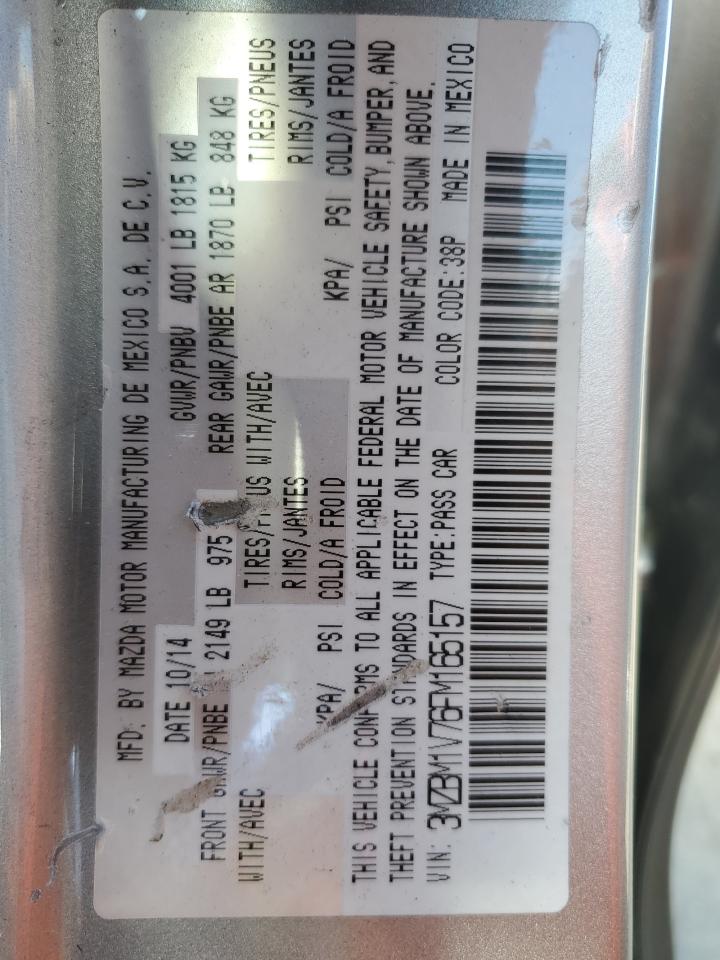 MFD. BY MAZDA MOTOR MANUFACTURING DE MEXICO S.A. DE C.V.
DATE 10/14 GVWR/PNBV 4001 LB 1815 KG
FRONT GAWR/PNBE 2149 LB 975 REAR GAWR/PNBE AR 1870 LB 848 KG
WITH/AVEC TIRES/PNEUS WITH/AVEC TIRES/PNEUS
RIMS/JANTES RIMS/JANTES
KPA/ PSI COLD/A FROID KPA/ PSI COLD/A FROID
THIS VEHICLE CONFORMS TO ALL APPLICABLE FEDERAL MOTOR VEHICLE SAFETY, BUMPER, AND
THEFT PREVENTION STANDARDS IN EFFECT ON THE DATE OF MANUFACTURE SHOWN ABOVE.
VIN: 3MZBM1V76FM165157 TYPE:PASS CAR COLOR CODE:38P MADE IN MEXICO